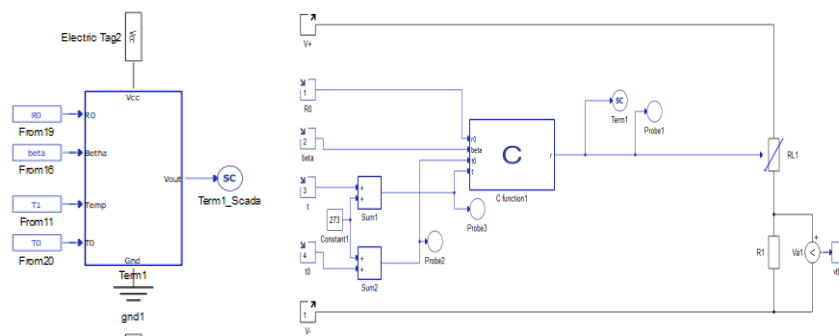 Electric Tag2
Vcc
Vcc
R0
From19
R0
beta
From16
Betha
T1
From11
Temp
T0
From20
T0
Vout
SC
Term1_Scada
Gnd
Term1
gnd1
V+
1
R0
2
beta
3
t
4
273
Constant1
Sum1
Sum2
Probe3
Probe2
r0
beta
t0
t
C
r
C function1
SC
Term1
Probe1
RL1
R1
Va1
1
V-